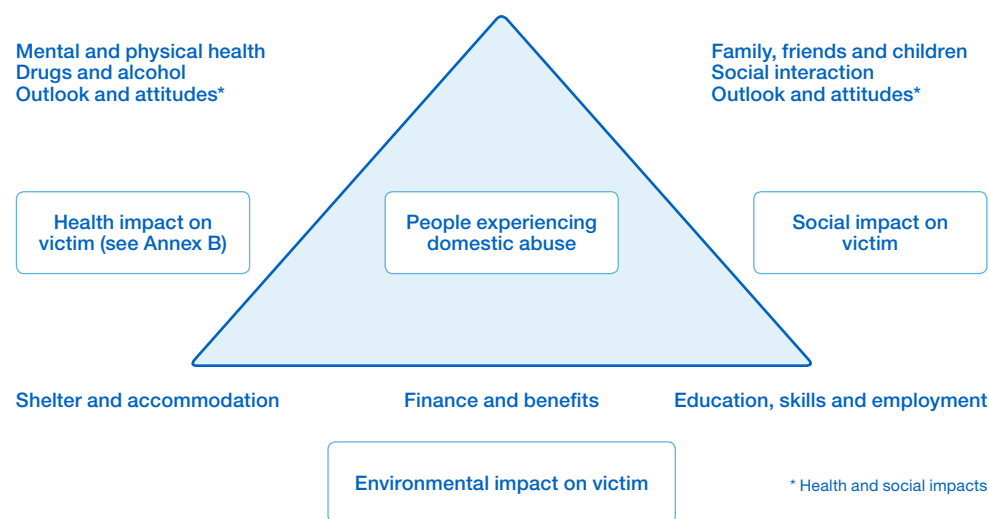 Mental and physical health
Drugs and alcohol
Outlook and attitudes*
Family, friends and children
Social interaction
Outlook and attitudes*
Health impact on
victim (see Annex B)
People experiencing
domestic abuse
Social impact on
victim
Shelter and accommodation
Finance and benefits
Education, skills and employment
Environmental impact on victim
* Health and social impacts